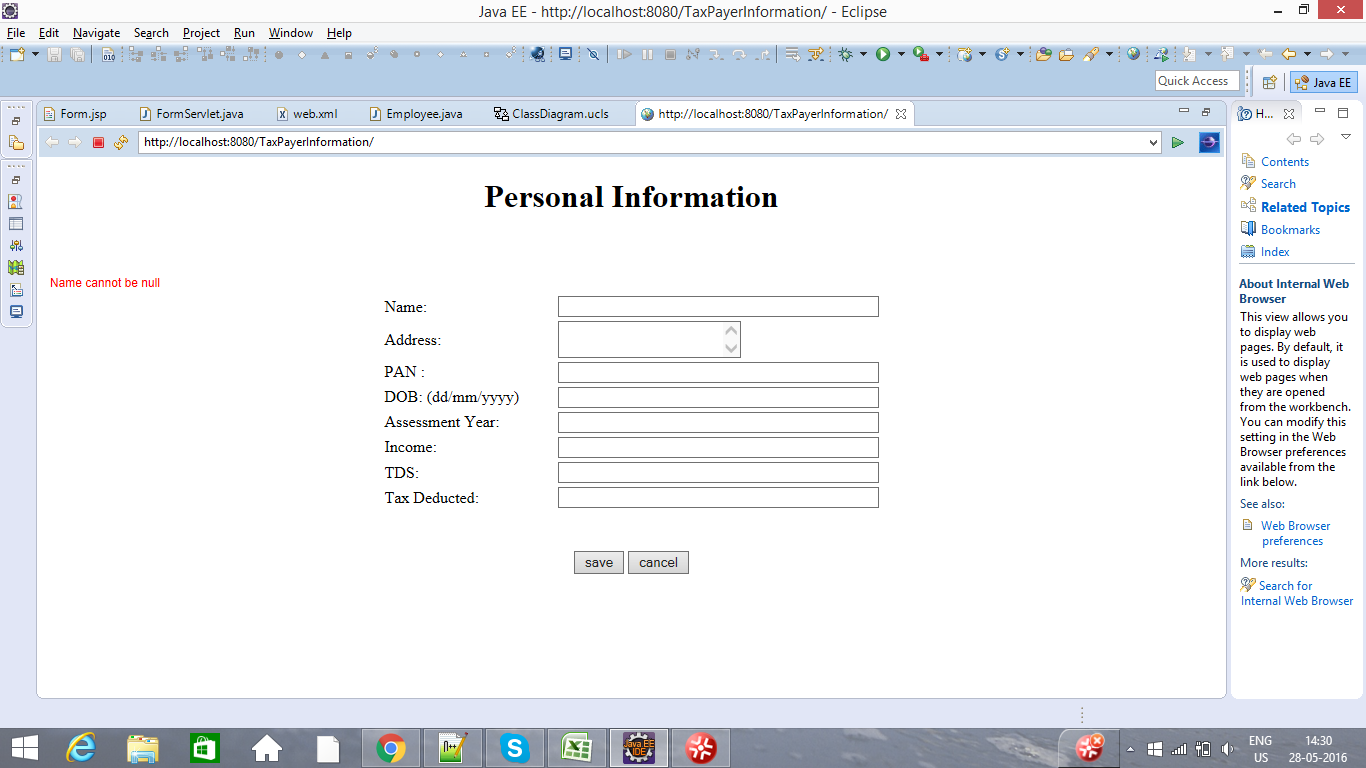 Java EE - http://localhost:8080/TaxPayerInformation/ - Eclipse
File Edit Navigate Search Project Run Window Help
010
Quick Access
Java EE
Form.jsp
FormServlet.java
web.xml
Employee.java
ClassDiagram.ucls
http://localhost:8080/TaxPayerInformation/
H...
http://localhost:8080/TaxPayerInformation/
Personal Information
Name cannot be null
Name:
Address:
PAN :
DOB: (dd/mm/yyyy)
Assessment Year:
Income:
TDS:
Tax Deducted:
save cancel
Contents
Search
Related Topics
Bookmarks
Index
About Internal Web
Browser
This view allows you
to display web
pages. By default, it
is used to display
web pages when
they are opened
from the workbench.
You can modify this
setting in the Web
Browser preferences
available from the
link below.
See also:
Web Browser
preferences
More results:
Search for
Internal Web Browser
Java EE
IDE
ENG
US
14:30
28-05-2016